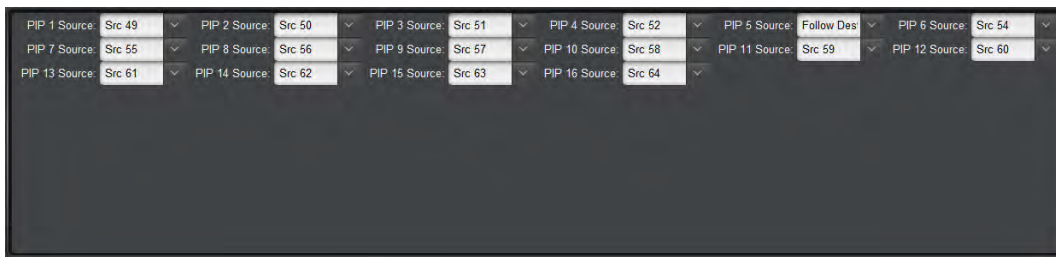 PIP 1 Source: Src 49 PIP 2 Source: Src 50 PIP 3 Source: Src 51 PIP 4 Source: Src 52 PIP 5 Source: Follow Des PIP 6 Source: Src 54
PIP 7 Source: Src 55 PIP 8 Source: Src 56 PIP 9 Source: Src 57 PIP 10 Source: Src 58 PIP 11 Source: Src 59 PIP 12 Source: Src 60
PIP 13 Source: Src 61 PIP 14 Source: Src 62 PIP 15 Source: Src 63 PIP 16 Source: Src 64